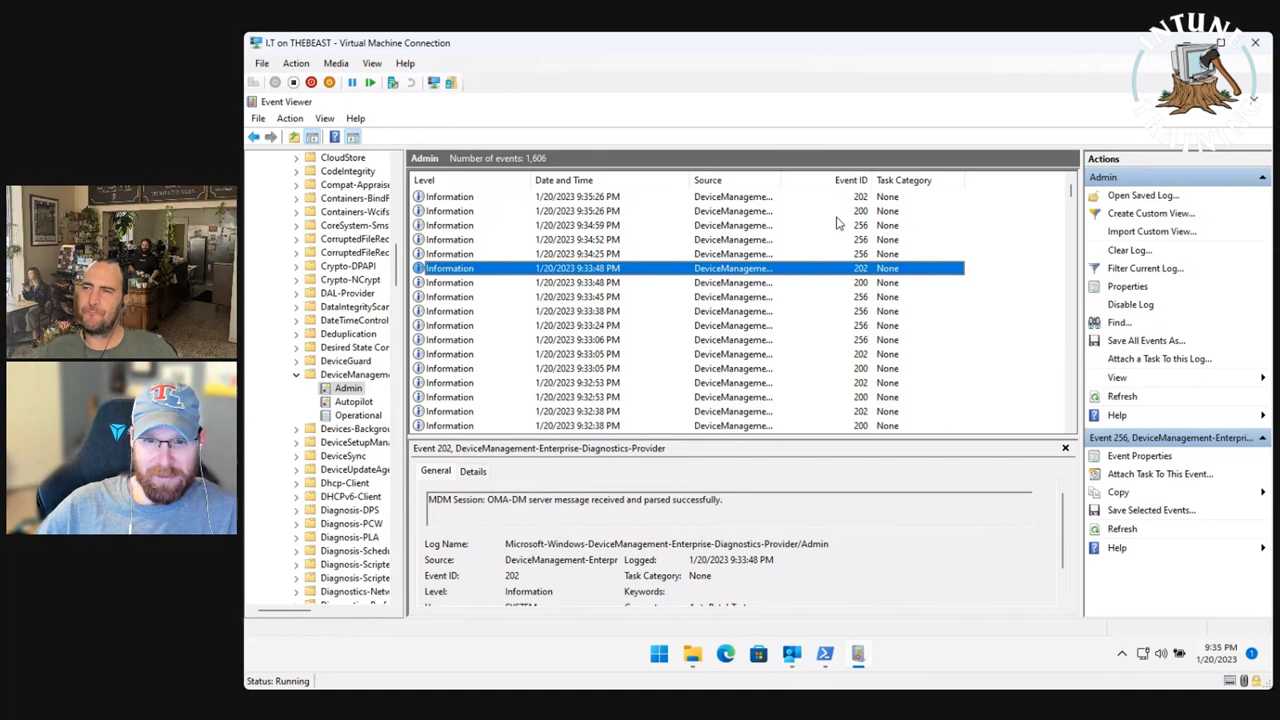 INTUNE
TRAINING
I.T on THEBEAST - Virtual Machine Connection
File Action Media View Help
Event Viewer
File Action View Help
CloudStore
CodeIntegrity
Compat-Appraise
Containers-BindF
Containers-Wcifs
CoreSystem-Sms
CorruptedFileRec
CorruptedFileRec
Crypto-DPAPI
Crypto-NCrypt
DAL-Provider
DataIntegrityScan
DateTimeControl
Deduplication
Desired State Con
DeviceGuard
DeviceManageme
Admin
Autopilot
Operational
Devices-Backgrou
DeviceSetupMana
DeviceSync
DeviceUpdateAge
Dhcp-Client
DHCPv6-Client
Diagnosis-DPS
Diagnosis-PCW
Diagnosis-PLA
Diagnosis-Schedu
Diagnosis-Scripte
Diagnosis-Scripte
Diagnostics-Netw
Admin Number of events: 1,606
Level Date and Time Source Event ID Task Category
Information 1/20/2023 9:35:26 PM DeviceManageme... 202 None
Information 1/20/2023 9:35:26 PM DeviceManageme... 200 None
Information 1/20/2023 9:34:59 PM DeviceManageme... 256 None
Information 1/20/2023 9:34:52 PM DeviceManageme... 256 None
Information 1/20/2023 9:34:25 PM DeviceManageme... 256 None
Information 1/20/2023 9:33:48 PM DeviceManageme... 202 None
Information 1/20/2023 9:33:48 PM DeviceManageme... 200 None
Information 1/20/2023 9:33:45 PM DeviceManageme... 256 None
Information 1/20/2023 9:33:38 PM DeviceManageme... 256 None
Information 1/20/2023 9:33:24 PM DeviceManageme... 256 None
Information 1/20/2023 9:33:06 PM DeviceManageme... 256 None
Information 1/20/2023 9:33:05 PM DeviceManageme... 202 None
Information 1/20/2023 9:33:05 PM DeviceManageme... 200 None
Information 1/20/2023 9:32:53 PM DeviceManageme... 202 None
Information 1/20/2023 9:32:53 PM DeviceManageme... 200 None
Information 1/20/2023 9:32:38 PM DeviceManageme... 202 None
Information 1/20/2023 9:32:38 PM DeviceManageme... 200 None
Event 202, DeviceManagement-Enterprise-Diagnostics-Provider
General Details
MDM Session: OMA-DM server message received and parsed successfully.
Log Name: Microsoft-Windows-DeviceManagement-Enterprise-Diagnostics-Provider/Admin
Source: DeviceManagement-Enterpr Logged: 1/20/2023 9:33:48 PM
Event ID: 202 Task Category: None
Level: Information Keywords:
Actions
Admin
Open Saved Log...
Create Custom View...
Import Custom View...
Clear Log...
Filter Current Log...
Properties
Disable Log
Find...
Save All Events As...
Attach a Task To this Log...
View
Refresh
Help
Event 256, DeviceManagement-Enterpri...
Event Properties
Attach Task To This Event...
Copy
Save Selected Events...
Refresh
Help
9:35 PM
1/20/2023
1
Status: Running